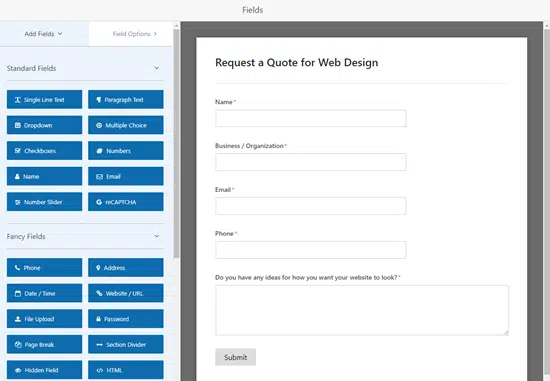 Fields
Add Fields
Field Options
Standard Fields
Single Line Text
Paragraph Text
Dropdown
Multiple Choice
Checkboxes
Numbers
Name
Email
Number Slider
reCAPTCHA
Fancy Fields
Phone
Address
Date / Time
Website / URL
File Upload
Password
Page Break
Section Divider
Hidden Field
HTML
Request a Quote for Web Design
Name *
Business / Organization *
Email *
Phone *
Do you have any ideas for how you want your website to look? *
Submit